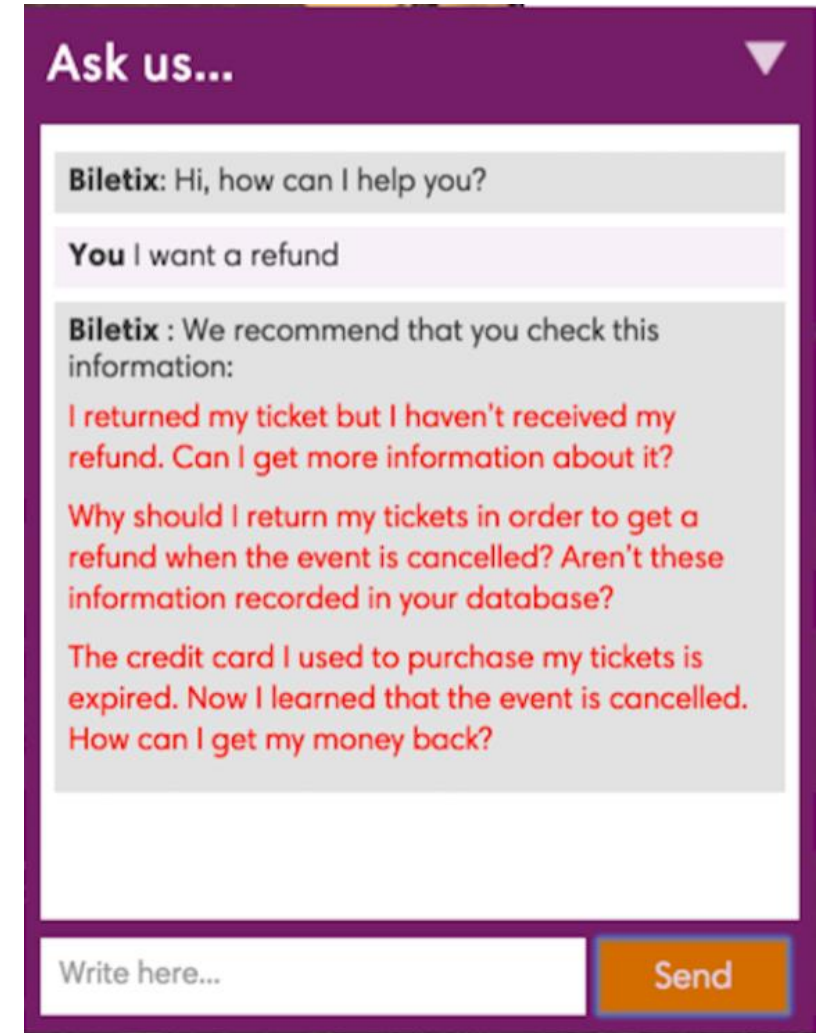 Ask us...
Biletix: Hi, how can I help you?
You I want a refund
Biletix : We recommend that you check this
information:
I returned my ticket but I haven't received my
refund. Can I get more information about it?
Why should I return my tickets in order to get a
refund when the event is cancelled? Aren't these
information recorded in your database?
The credit card I used to purchase my tickets is
expired. Now I learned that the event is cancelled.
How can I get my money back?
Write here...
Send